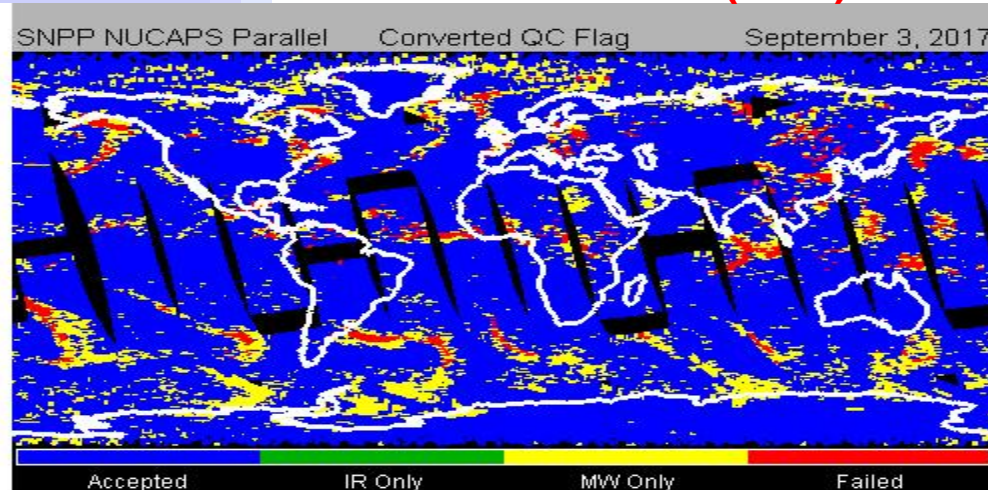 SNPP NUCAPS Parallel Converted QC Flag September 3, 2017
Accepted IR Only MW Only Failed